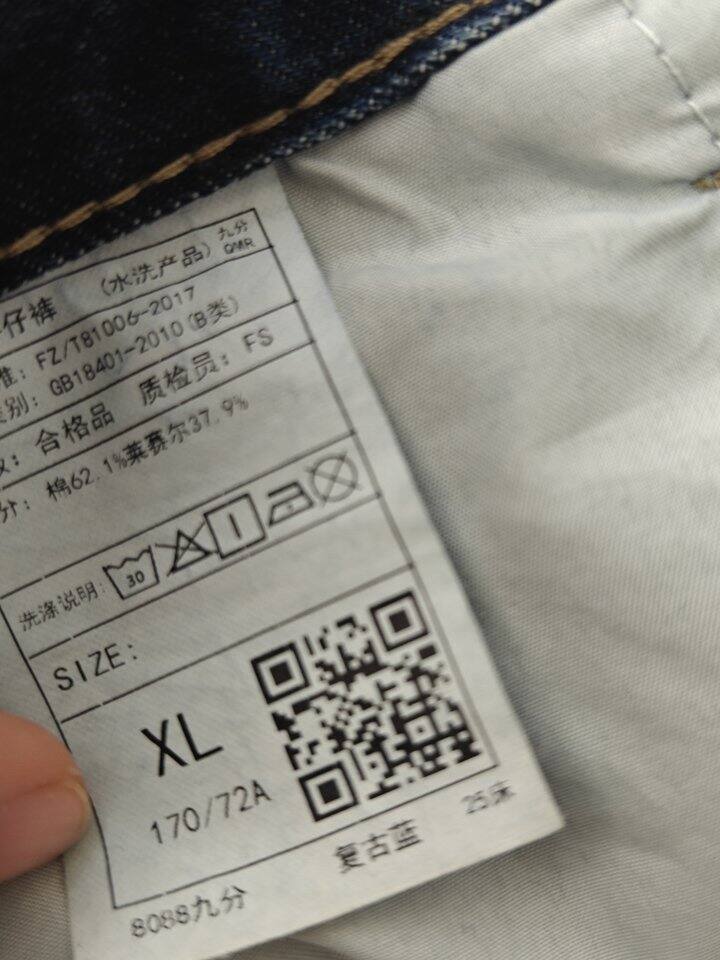 九分
仔裤 (水洗产品) QMR
准: FZ/T81006-2017
别: GB18401-2010(B类)
合格品 质检员: FS
棉62.1%莱赛尔37.9%
洗涤说明: 30
SIZE:
XL
170/72A
8088九分 复古蓝 25床